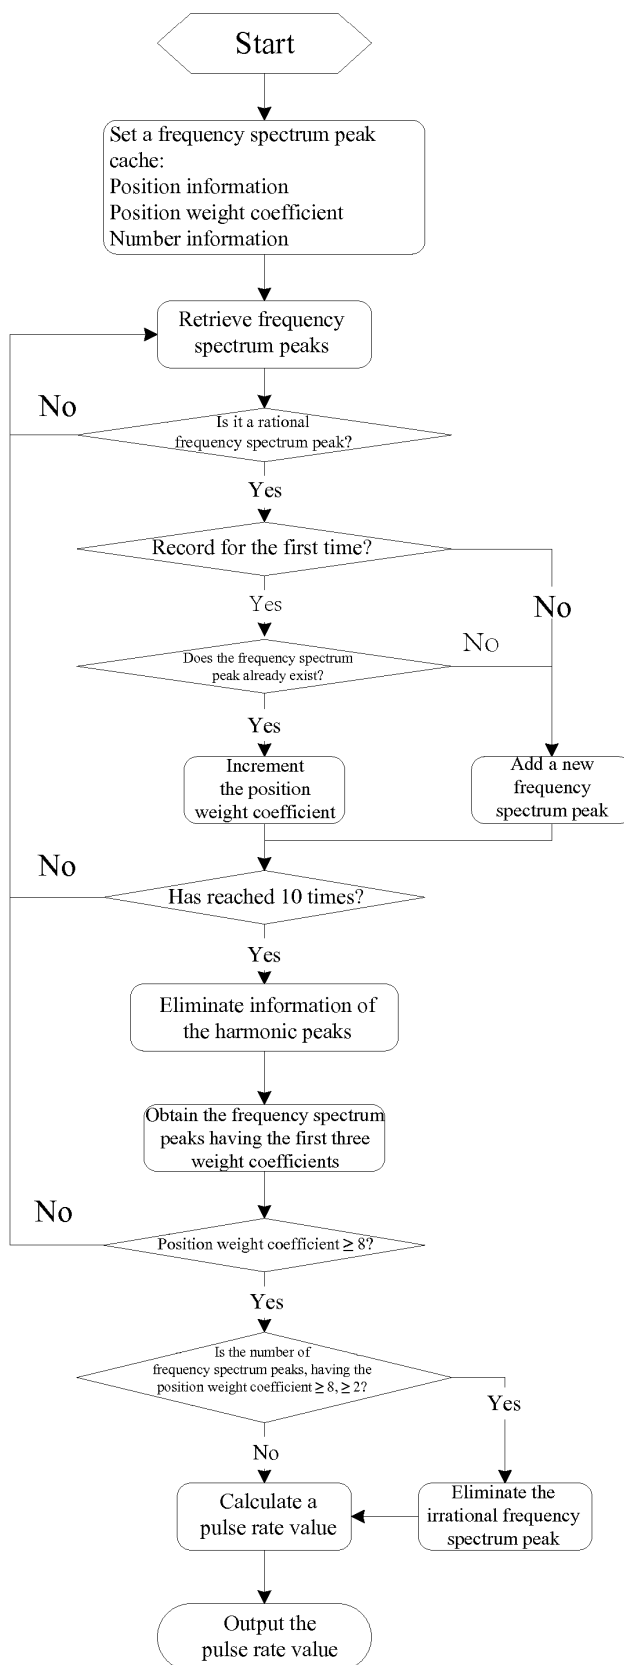 Start
Set a frequency spectrum peak
cache:
Position information
Position weight coefficient
Number information
Retrieve frequency
spectrum peaks
No
Is it a rational
frequency spectrum peak?
Yes
Record for the first time?
Yes
No
Does the frequency spectrum
peak already exist?
No
Yes
Increment
the position
weight coefficient
Add a new
frequency
spectrum peak
No
Has reached 10 times?
Yes
Eliminate information of
the harmonic peaks
Obtain the frequency spectrum
peaks having the first three
weight coefficients
No
Position weight coefficient ≥ 8?
Yes
Is the number of
frequency spectrum peaks, having the
position weight coefficient ≥ 8, ≥ 2?
Yes
No
Calculate a
pulse rate value
Eliminate the
irrational frequency
spectrum peak
Output the
pulse rate value